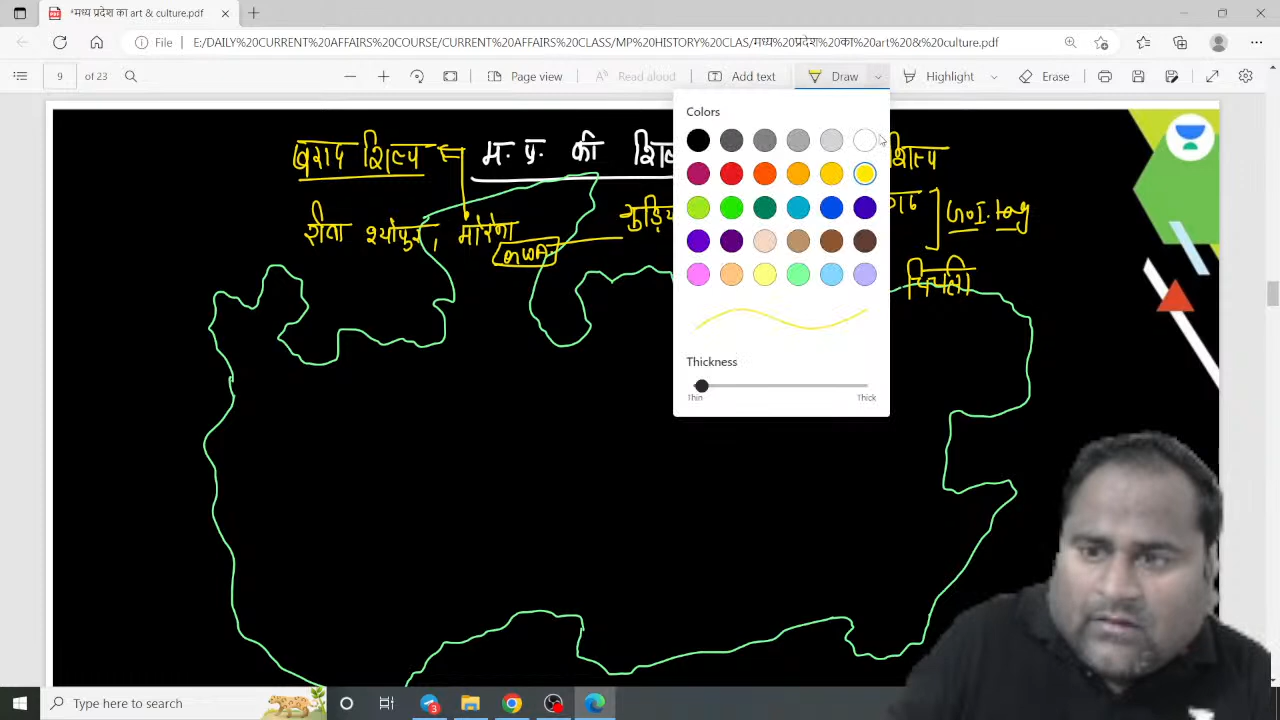 *मध्य प्रदेश का art & culture.pdf
File
E:/DAILY%20CURRENT%20AFFAIRS%20COURSE/CURRENT%20AFFAIRS%20CLASS/MP%20HISTORY%20CLAS/मध्य%20प्रदेश%20का%20art%20&%20culture.pdf
9 of 23
Page view
Read aloud
Add text
Draw
Highlight
Erase
Colors
Thickness
Thin
Thick
शिल्प
म. प्र. की
शिल्प
श्योपुर,
G.I. tag
Type here to search
3